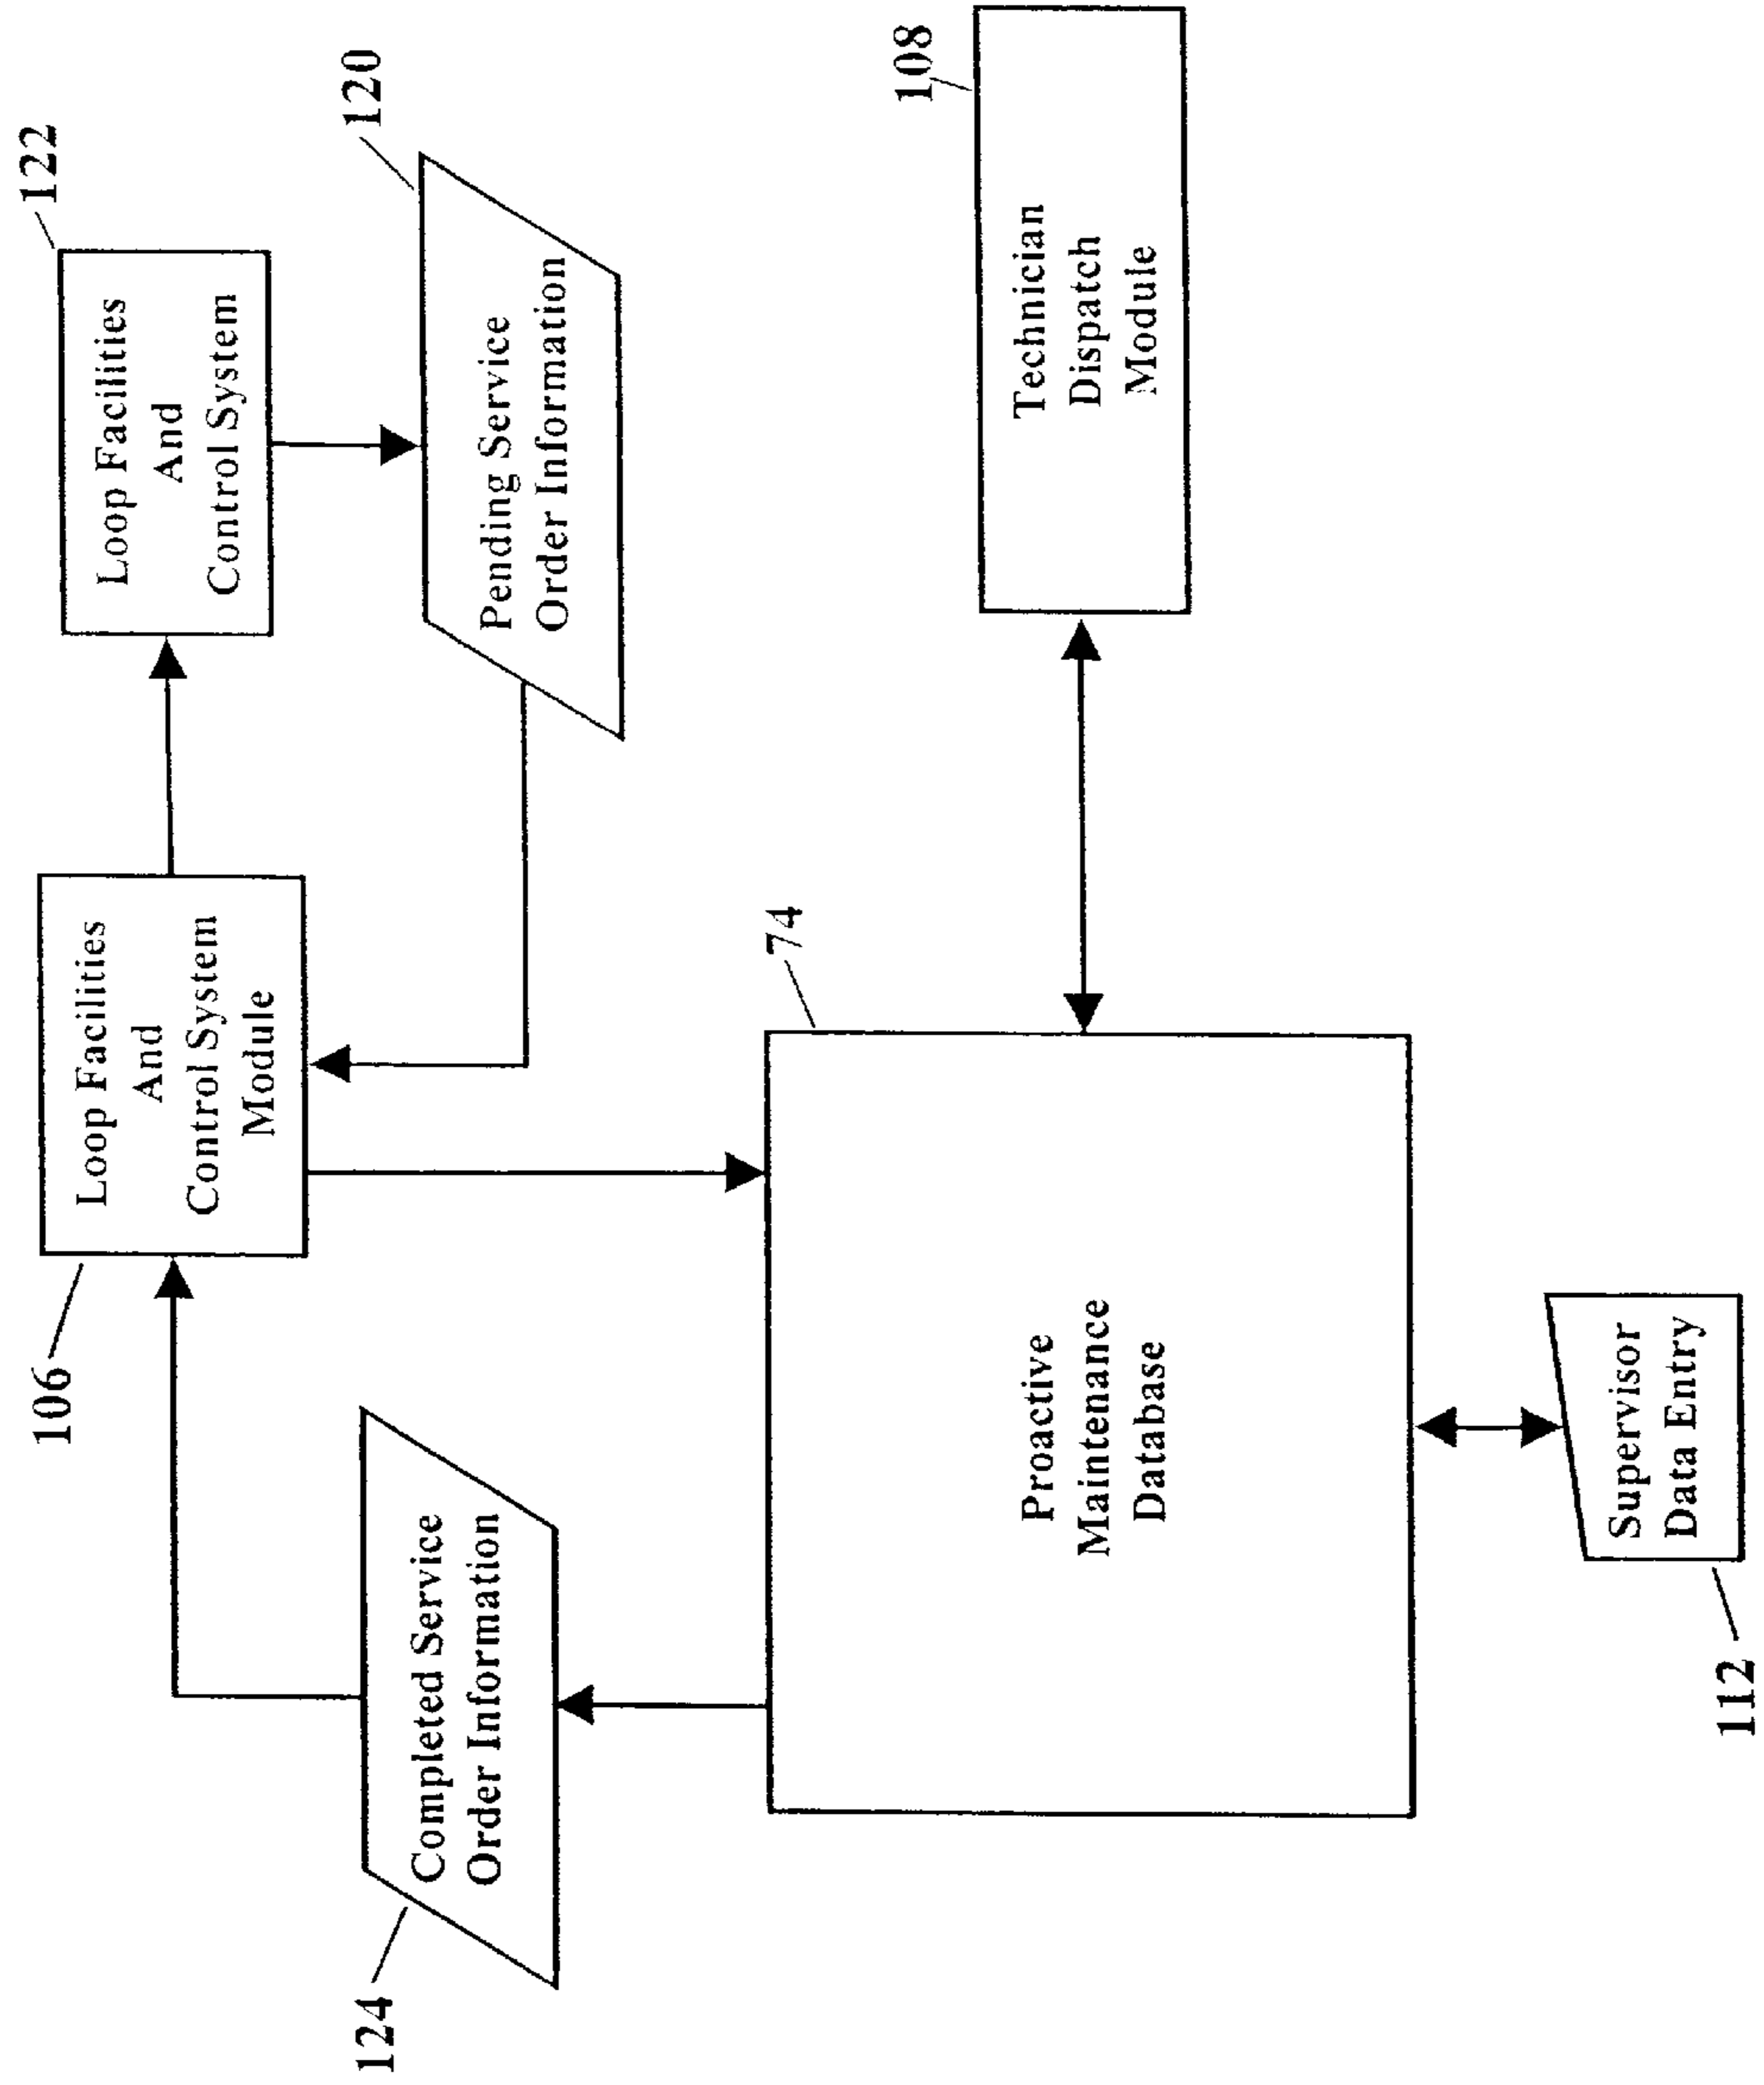 106
Loop Facilities
And
Control System
Module
122
Loop Facilities
And
Control System
124
Completed Service
Order Information
120
Pending Service
Order Information
74
Proactive
Maintenance
Database
108
Technician
Dispatch
Module
112
Supervisor
Data Entry